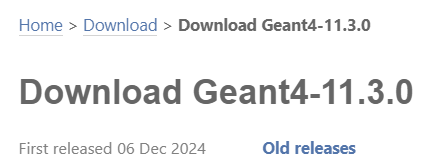 Home > Download > Download Geant4-11.3.0
Download Geant4-11.3.0
First released 06 Dec 2024 Old releases